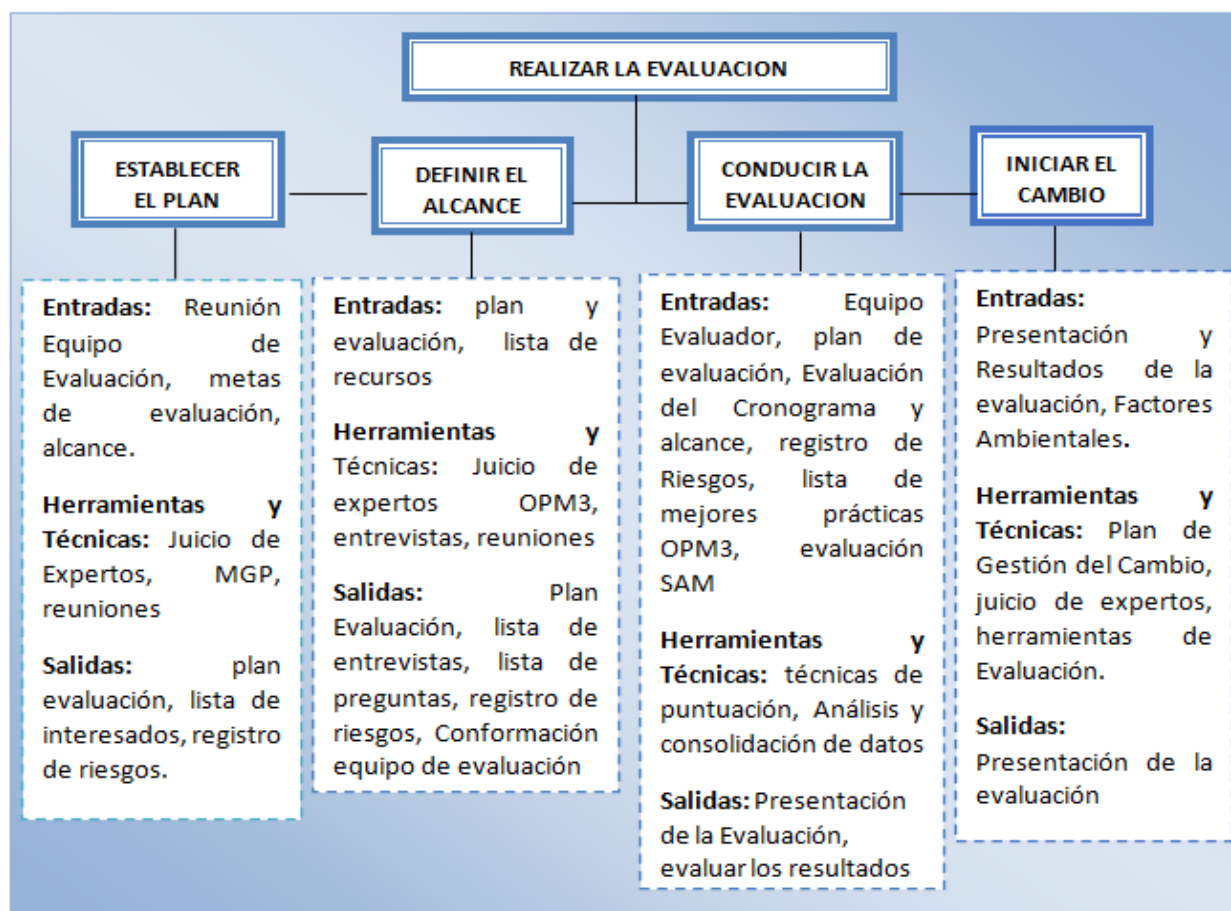 REALIZAR LA EVALUACION
ESTABLECER
EL PLAN
DEFINIR EL
ALCANCE
CONDUCIR LA
EVALUACION
INICIAR EL
CAMBIO
Entradas: Reunión
Equipo de
Evaluación, metas
de evaluación,
alcance.
Herramientas y
Técnicas: Juicio de
Expertos, MGP,
reuniones
Salidas: plan
evaluación, lista de
interesados, registro
de riesgos.
Entradas: plan y
evaluación, lista de
recursos
Herramientas y
Técnicas: Juicio de
expertos OPM3,
entrevistas, reuniones
Salidas: Plan
Evaluación, lista de
entrevistas, lista de
preguntas, registro de
riesgos, Conformación
equipo de evaluación
Entradas: Equipo
Evaluador, plan de
evaluación, Evaluación
del Cronograma y
alcance, registro de
Riesgos, lista de
mejores prácticas
OPM3, evaluación
SAM
Herramientas y
Técnicas: técnicas de
puntuación, Análisis y
consolidación de datos
Salidas: Presentación
de la Evaluación,
evaluar los resultados
Entradas:
Presentación y
Resultados de la
evaluación, Factores
Ambientales.
Herramientas y
Técnicas: Plan de
Gestión del Cambio,
juicio de expertos,
herramientas de
Evaluación.
Salidas:
Presentación de la
evaluación